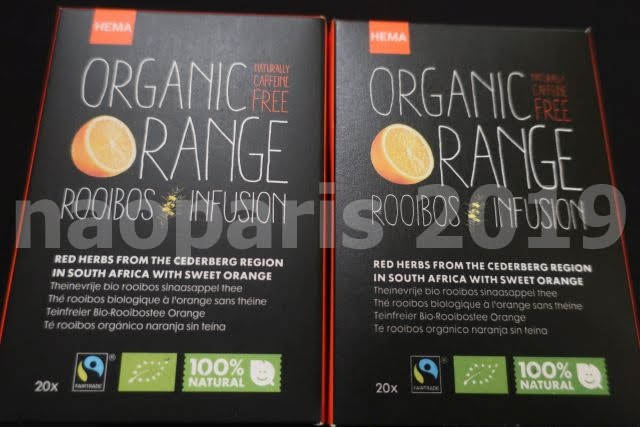 HEMA
ORGANIC
NATURALLY
CAFFEINE
FREE
ORANGE
ROOIBOS INFUSION
RED HERBS FROM THE CEDERBERG REGION
IN SOUTH AFRICA WITH SWEET ORANGE
Theïnevrije bio rooibos sinaasappel thee
Thé rooibos biologique à l'orange sans théine
Teinfreier Bio-Rooibostee Orange
Té rooibos orgánico naranja sin teína
20x
FAIRTRADE
100%
NATURAL
HEMA
ORGANIC
NATURALLY
CAFFEINE
FREE
ORANGE
ROOIBOS INFUSION
RED HERBS FROM THE CEDERBERG REGION
IN SOUTH AFRICA WITH SWEET ORANGE
Theïnevrije bio rooibos sinaasappel thee
Thé rooibos biologique à l'orange sans théine
Teinfreier Bio-Rooibostee Orange
Té rooibos orgánico naranja sin teína
20x
FAIRTRADE
100%
NATURAL
naoparis 2019